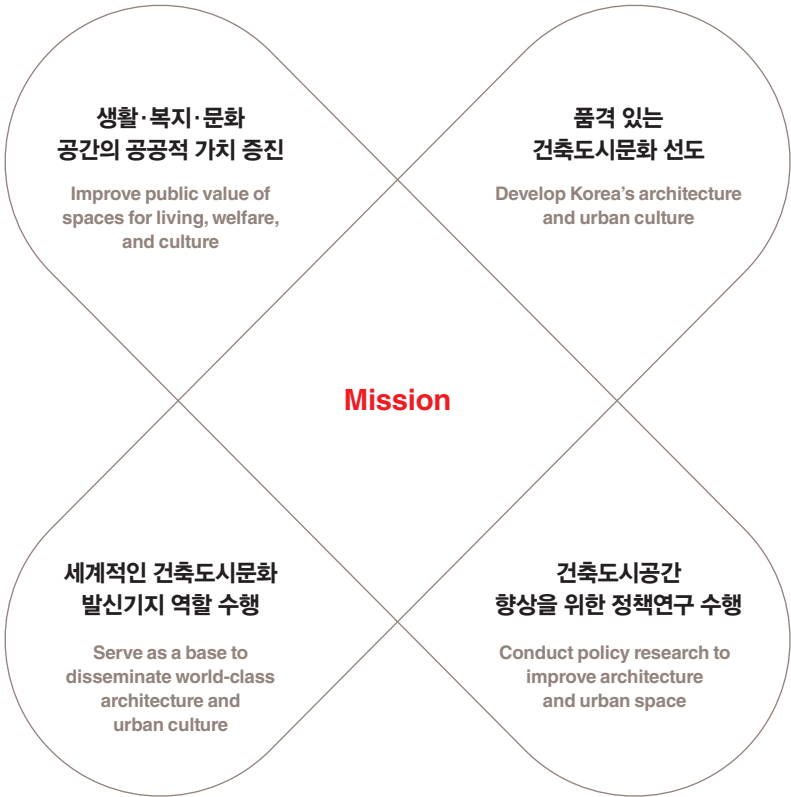 생활·복지·문화
공간의 공공적 가치 증진
Improve public value of
spaces for living, welfare,
and culture
품격 있는
건축도시문화 선도
Develop Korea’s architecture
and urban culture
Mission
세계적인 건축도시문화
발신기지 역할 수행
Serve as a base to
disseminate world-class
architecture and
urban culture
건축도시공간
향상을 위한 정책연구 수행
Conduct policy research to
improve architecture
and urban space